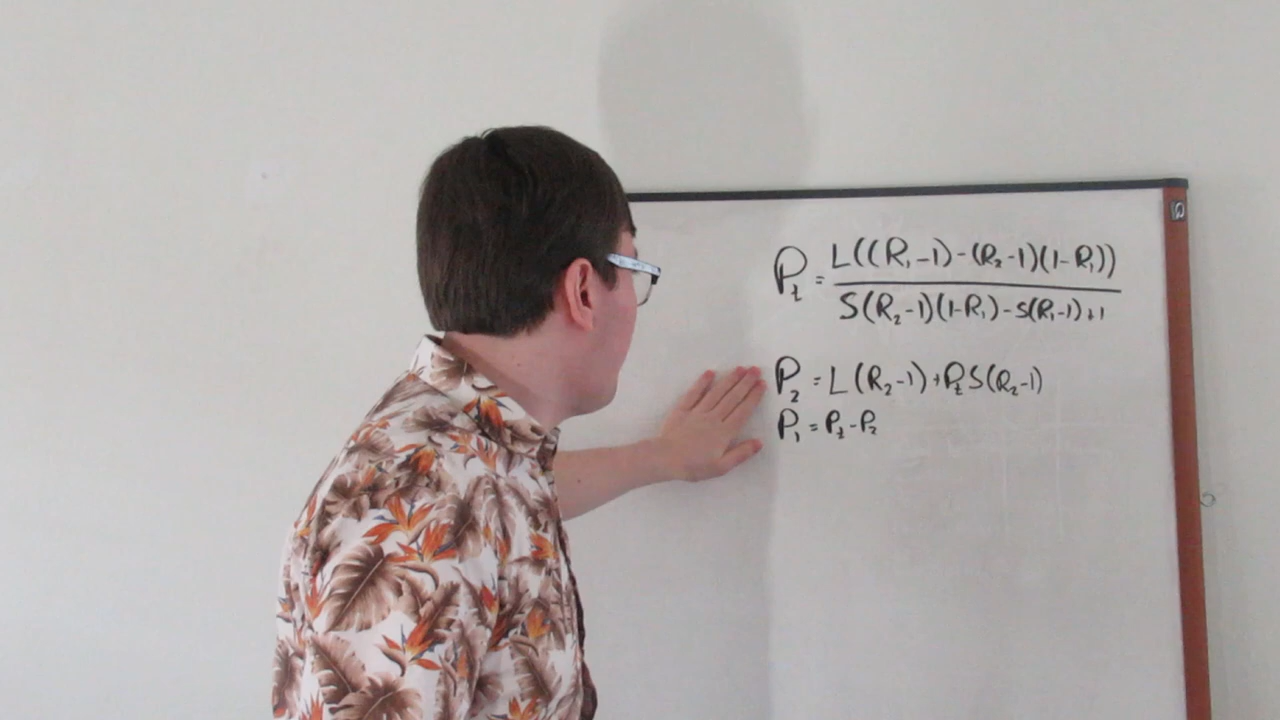 P_t = L((R_1-1)-(R_2-1)(1-R_1))
S(R_2-1)(1-R_1)-S(R_1-1)+1
P_2 = L(R_2-1)+P_t S(R_2-1)
P_1 = P_t - P_2